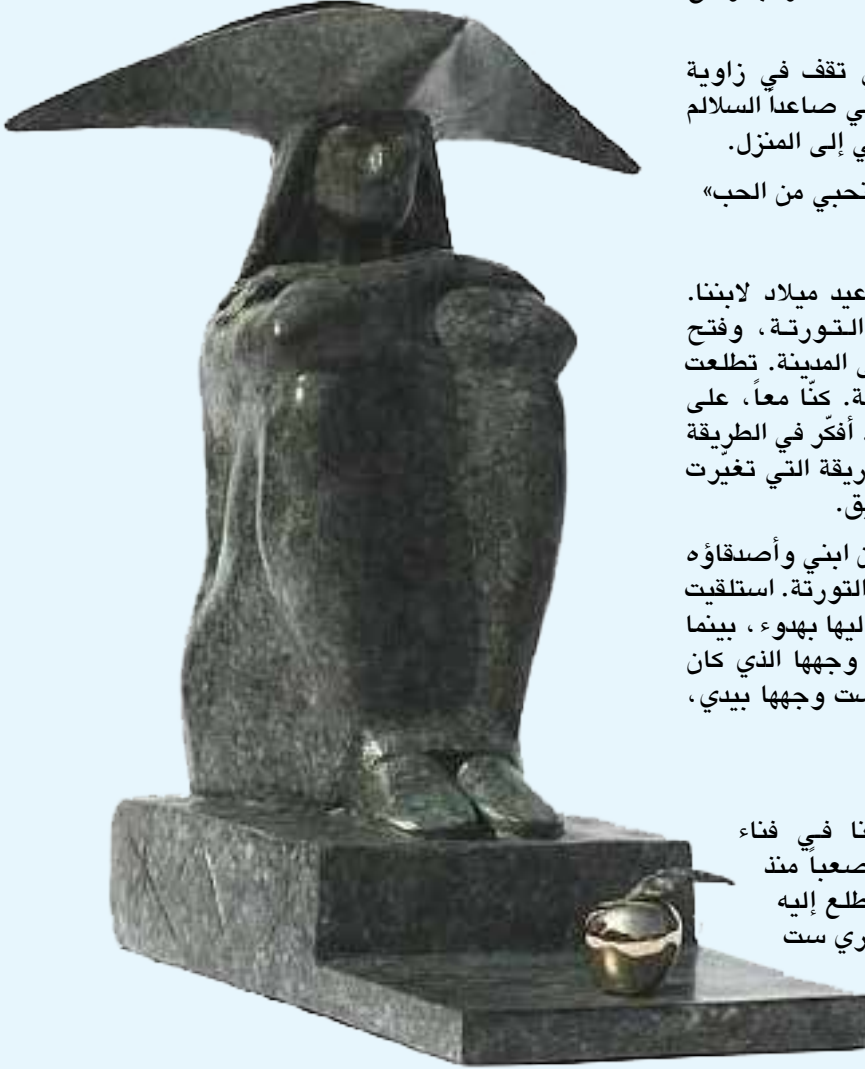 تقف في زاوية
ي صاعداً السلالم
ي إلى المنزل.
تحبي من الحب»
عيد ميلاد لابننا.
التورتة، وفتح
المدينة. تطلعت
ة. كنّا معاً، على
أفكّر في الطريقة
ريقة التي تغيّرت
يق.
ن ابني وأصدقاؤه
التورتة. استلقيت
ليها بهدوء، بينما
وجهها الذي كان
ست وجهها بيدي،
نا في فناء
صعباً منذ
طلع إليه
ري ست